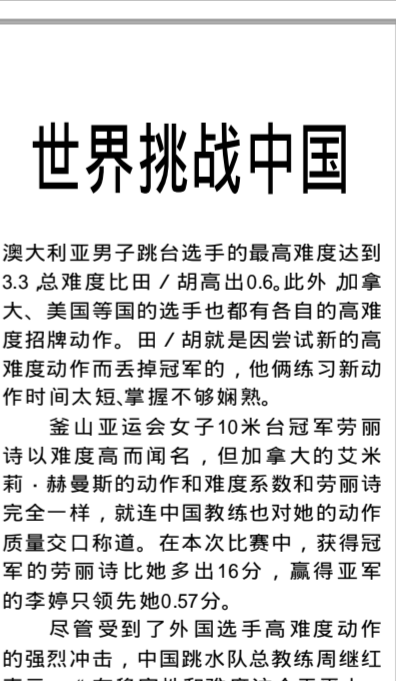 世界挑战中国
澳大利亚男子跳台选手的最高难度达到
3.3，总难度比田／胡高出0.6。此外，加拿
大、美国等国的选手也都有各自的高难
度招牌动作。田／胡就是因尝试新的高
难度动作而丢掉冠军的，他俩练习新动
作时间太短、掌握不够娴熟。
釜山亚运会女子10米台冠军劳丽
诗以难度高而闻名，但加拿大的艾米
莉·赫曼斯的动作和难度系数和劳丽诗
完全一样，就连中国教练也对她的动作
质量交口称道。在本次比赛中，获得冠
军的劳丽诗比她多出16分，赢得亚军
的李婷只领先她0.57分。
尽管受到了外国选手高难度动作
的强烈冲击，中国跳水队总教练周继红